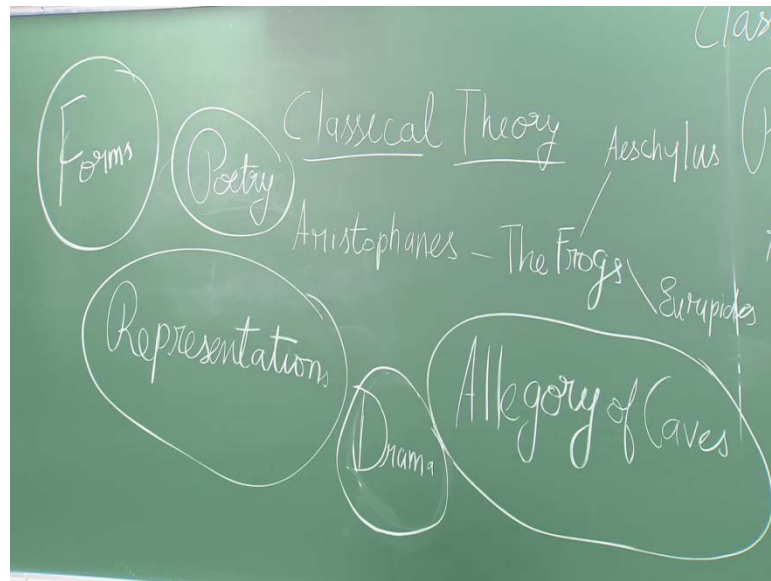 Forms
Poetry
Classical Theory
Aeschylus
Aristophanes - The Frogs
Euripides
Representations
Drama
Allegory of Caves